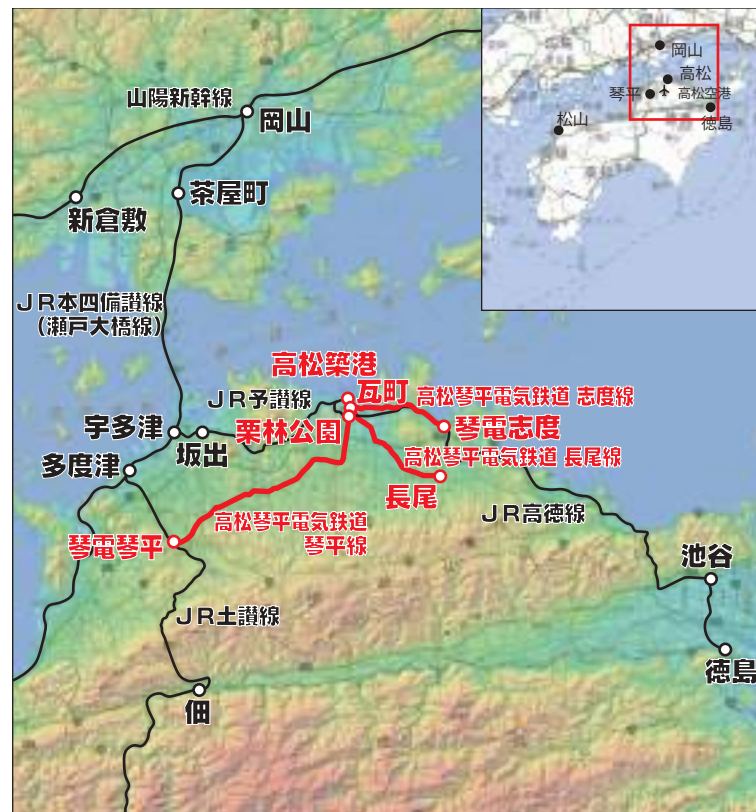 山陽新幹線
岡山
新倉敷
茶屋町
JR本四備讃線
(瀬戸大橋線)
岡山
高松
琴平
高松空港
松山
徳島
高松築港
瓦町
高松琴平電気鉄道 志度線
JR予讃線
栗林公園
琴電志度
宇多津
坂出
高松琴平電気鉄道 長尾線
多度津
長尾
JR高徳線
高松琴平電気鉄道
琴平線
琴電琴平
池谷
JR土讃線
徳島
佃